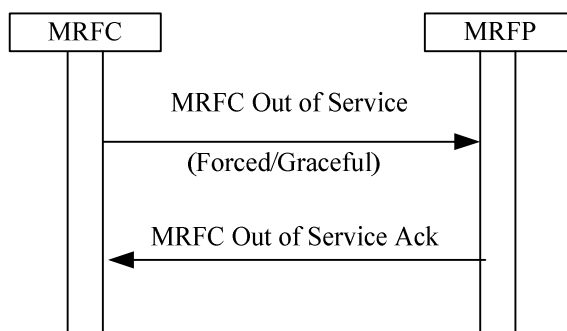 MRFC
MRFP
MRFC Out of Service
(Forced/Graceful)
MRFC Out of Service Ack